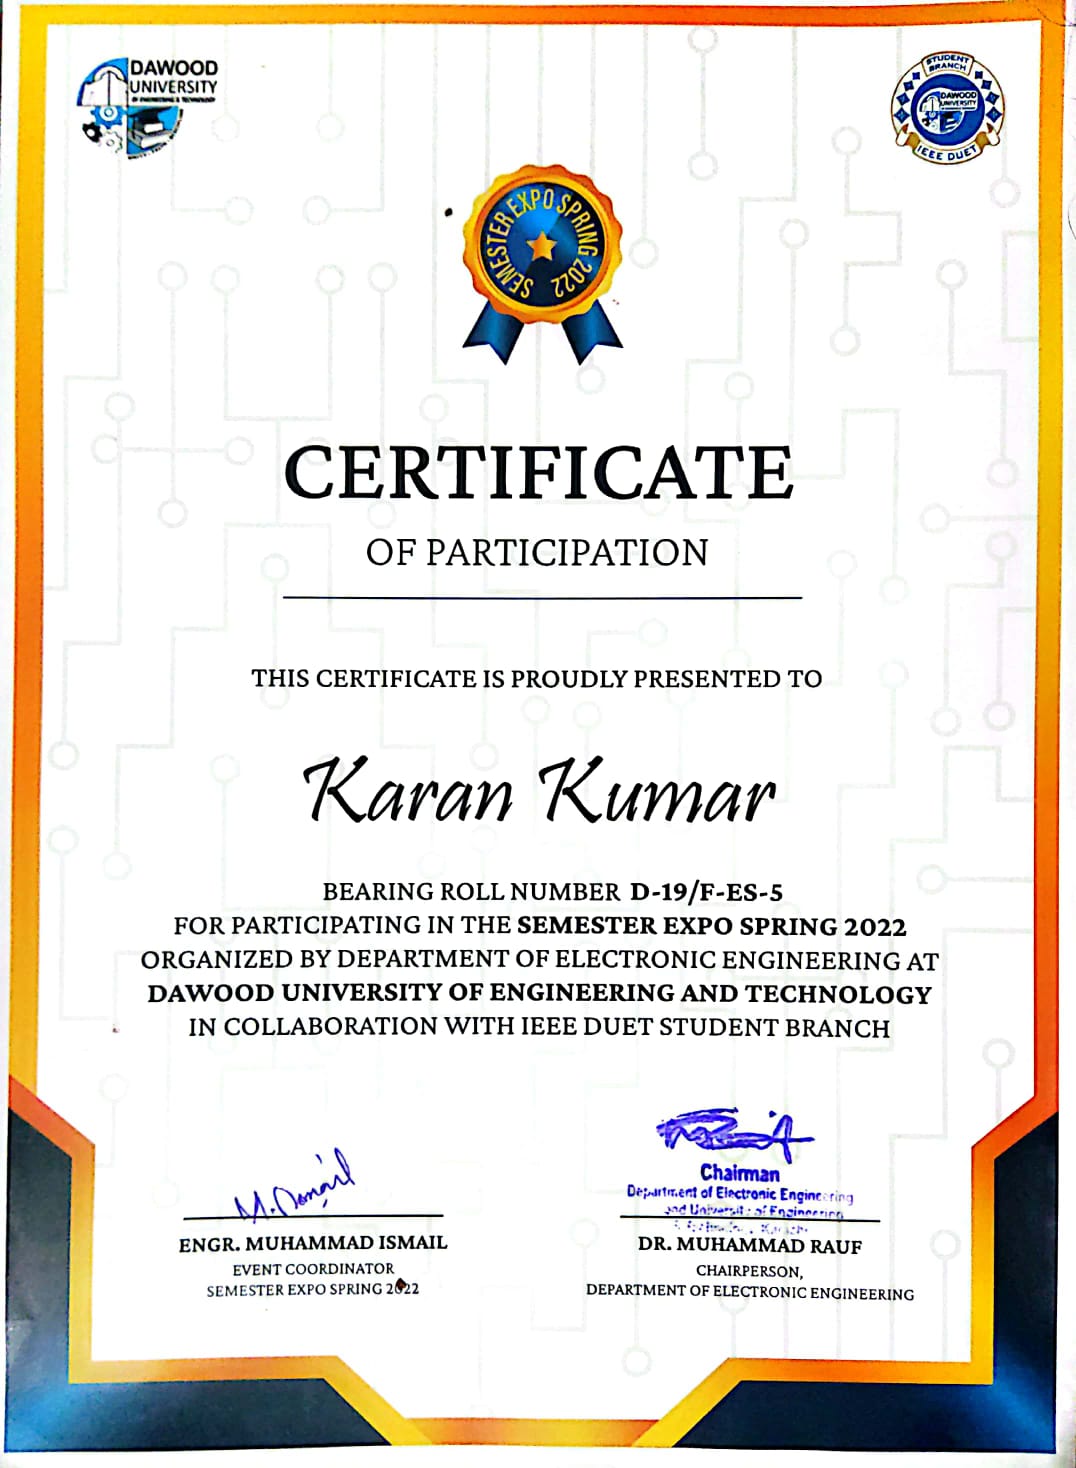 DAWOOD
UNIVERSITY
OF ENGINEERING & TECHNOLOGY
STUDENT
BRANCH
DAWOOD
UNIVERSITY
IEEE DUET
SEMESTER EXPO SPRING 2022
CERTIFICATE
OF PARTICIPATION
THIS CERTIFICATE IS PROUDLY PRESENTED TO
Karan Kumar
BEARING ROLL NUMBER D-19/F-ES-5
FOR PARTICIPATING IN THE SEMESTER EXPO SPRING 2022
ORGANIZED BY DEPARTMENT OF ELECTRONIC ENGINEERING AT
DAWOOD UNIVERSITY OF ENGINEERING AND TECHNOLOGY
IN COLLABORATION WITH IEEE DUET STUDENT BRANCH
M. Ismail
ENGR. MUHAMMAD ISMAIL
EVENT COORDINATOR
SEMESTER EXPO SPRING 2022
Chairman
Department of Electronic Engineering
University of Engineering
DR. MUHAMMAD RAUF
CHAIRPERSON,
DEPARTMENT OF ELECTRONIC ENGINEERING